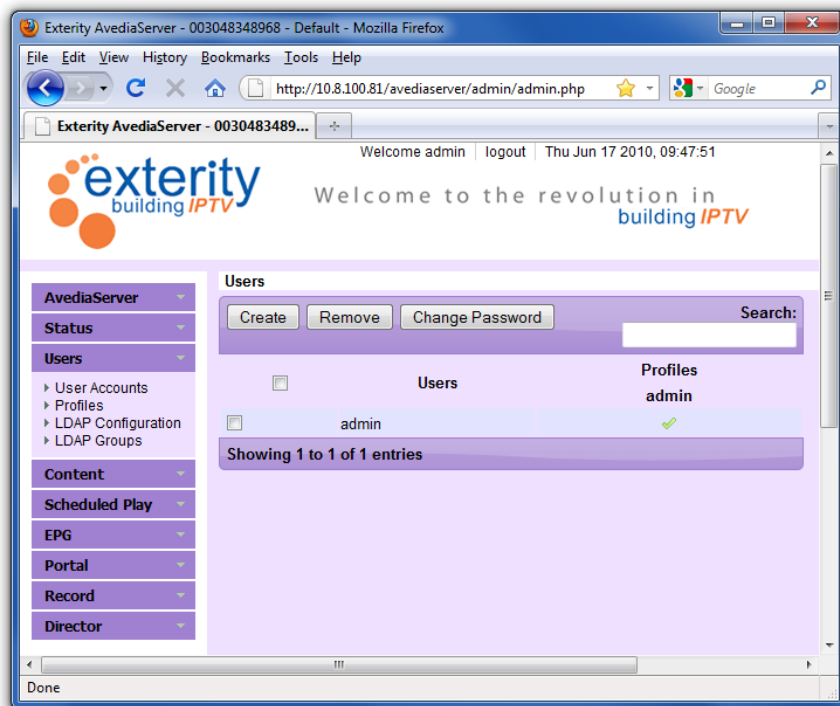 Exterity AvediaServer - 003048348968 - Default - Mozilla Firefox
File Edit View History Bookmarks Tools Help
http://10.8.100.81/avediaserver/admin/admin.php
Google
Exterity AvediaServer - 0030483489...
Welcome admin logout Thu Jun 17 2010, 09:47:51
exterity
building IPTV
Welcome to the revolution in
building IPTV
AvediaServer
Status
Users
User Accounts
Profiles
LDAP Configuration
LDAP Groups
Content
Scheduled Play
EPG
Portal
Record
Director
Users
Create Remove Change Password
Search:
Users
Profiles
admin
admin
Showing 1 to 1 of 1 entries
Done